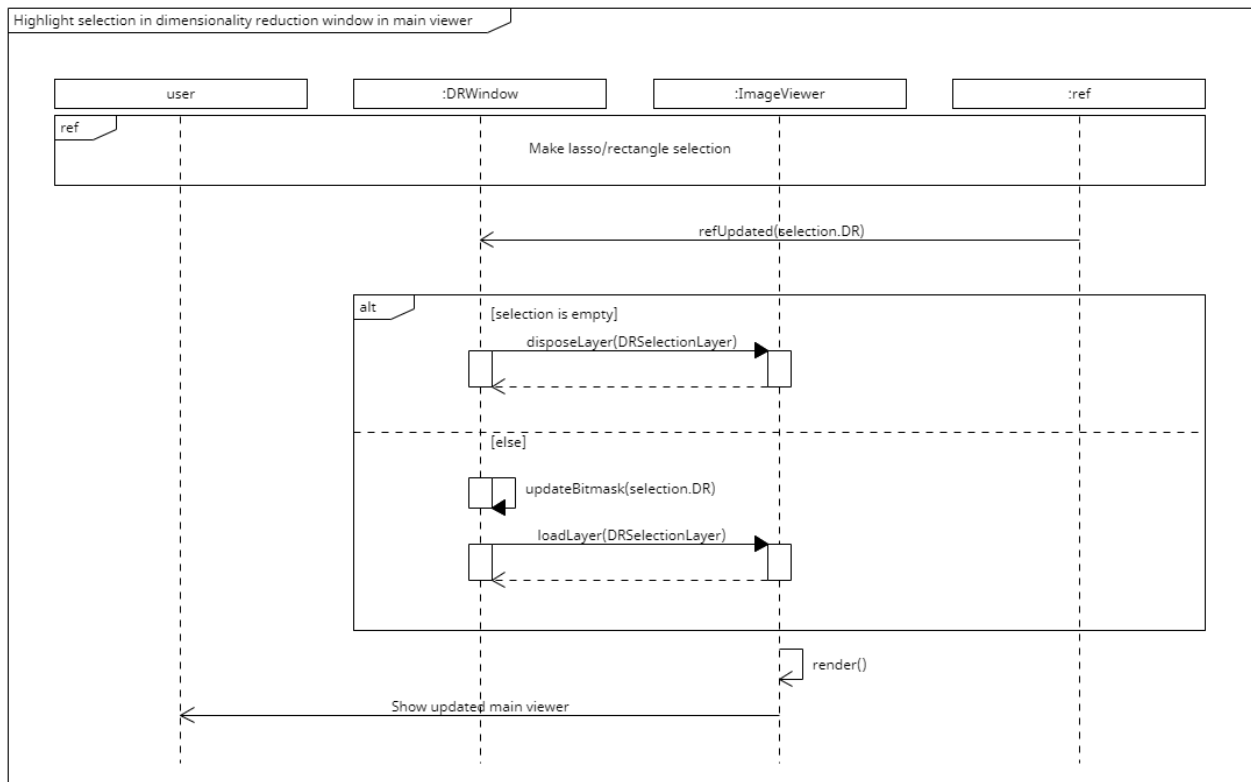 Highlight selection in dimensionality reduction window in main viewer
user
:DRWindow
:ImageViewer
:ref
ref
Make lasso/rectangle selection
refUpdated(selection.DR)
alt
[selection is empty]
disposeLayer(DRSelectionLayer)
[else]
updateBitmask(selection.DR)
loadLayer(DRSelectionLayer)
render()
Show updated main viewer